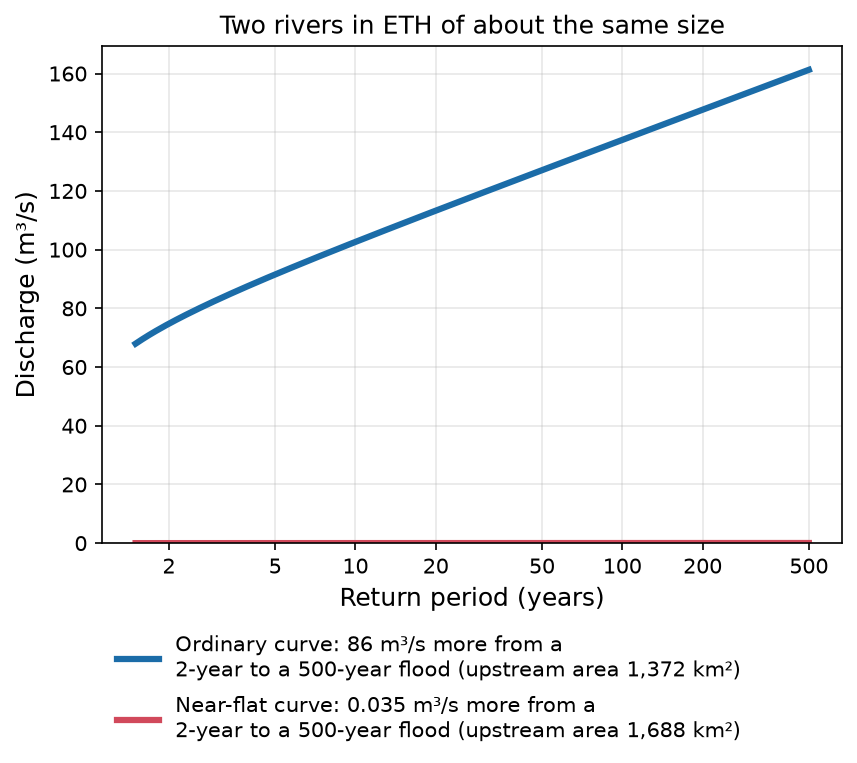 Two rivers in ETH of about the same size
Discharge (m³/s)
160
140
120
100
80
60
40
20
0
2 5 10 20 50 100 200 500
Return period (years)
Ordinary curve: 86 m³/s more from a
2-year to a 500-year flood (upstream area 1,372 km²)
Near-flat curve: 0.035 m³/s more from a
2-year to a 500-year flood (upstream area 1,688 km²)